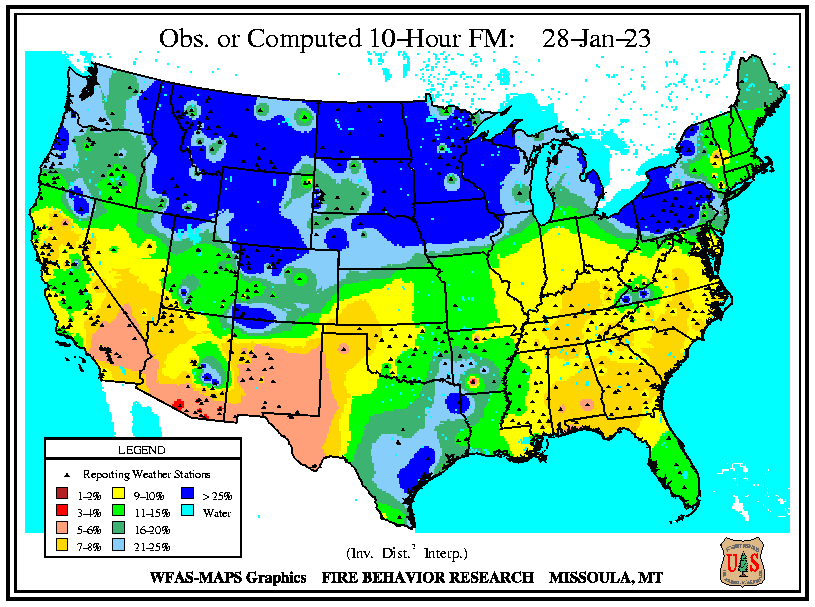 Obs. or Computed 10-Hour FM: 28-Jan-23
LEGEND
Reporting Weather Stations
1-2% 9-10% > 25%
3-4% 11-15% Water
5-6% 16-20%
7-8% 21-25%
(Inv. Dist.² Interp.)
WFAS-MAPS Graphics FIRE BEHAVIOR RESEARCH MISSOULA, MT
U S